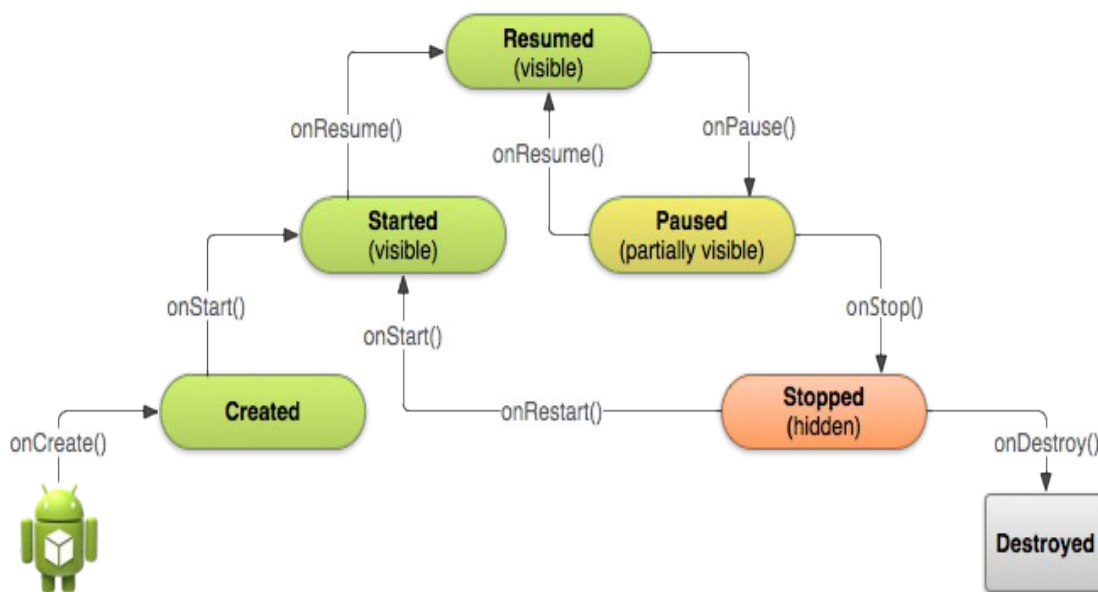 Resumed
(visible)
onResume()
onResume()
onPause()
Started
(visible)
Paused
(partially visible)
onStart()
onStart()
onStop()
Created
onRestart()
Stopped
(hidden)
onCreate()
onDestroy()
Destroyed